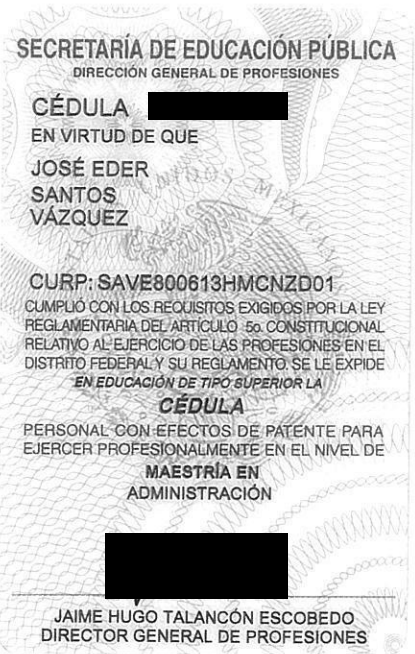 SECRETARÍA DE EDUCACIÓN PÚBLICA
DIRECCIÓN GENERAL DE PROFESIONES
CÉDULA
EN VIRTUD DE QUE
JOSÉ EDER
SANTOS
VÁZQUEZ
CURP: SAVE800613HMCNZD01
CUMPLIÓ CON LOS REQUISITOS EXIGIDOS POR LA LEY
REGLAMENTARIA DEL ARTÍCULO 5o. CONSTITUCIONAL
RELATIVO AL EJERCICIO DE LAS PROFESIONES EN EL
DISTRITO FEDERAL Y SU REGLAMENTO, SE LE EXPIDE
EN EDUCACIÓN DE TIPO SUPERIOR LA
CÉDULA
PERSONAL CON EFECTOS DE PATENTE PARA
EJERCER PROFESIONALMENTE EN EL NIVEL DE
MAESTRÍA EN
ADMINISTRACIÓN
JAIME HUGO TALANCÓN ESCOBEDO
DIRECTOR GENERAL DE PROFESIONES